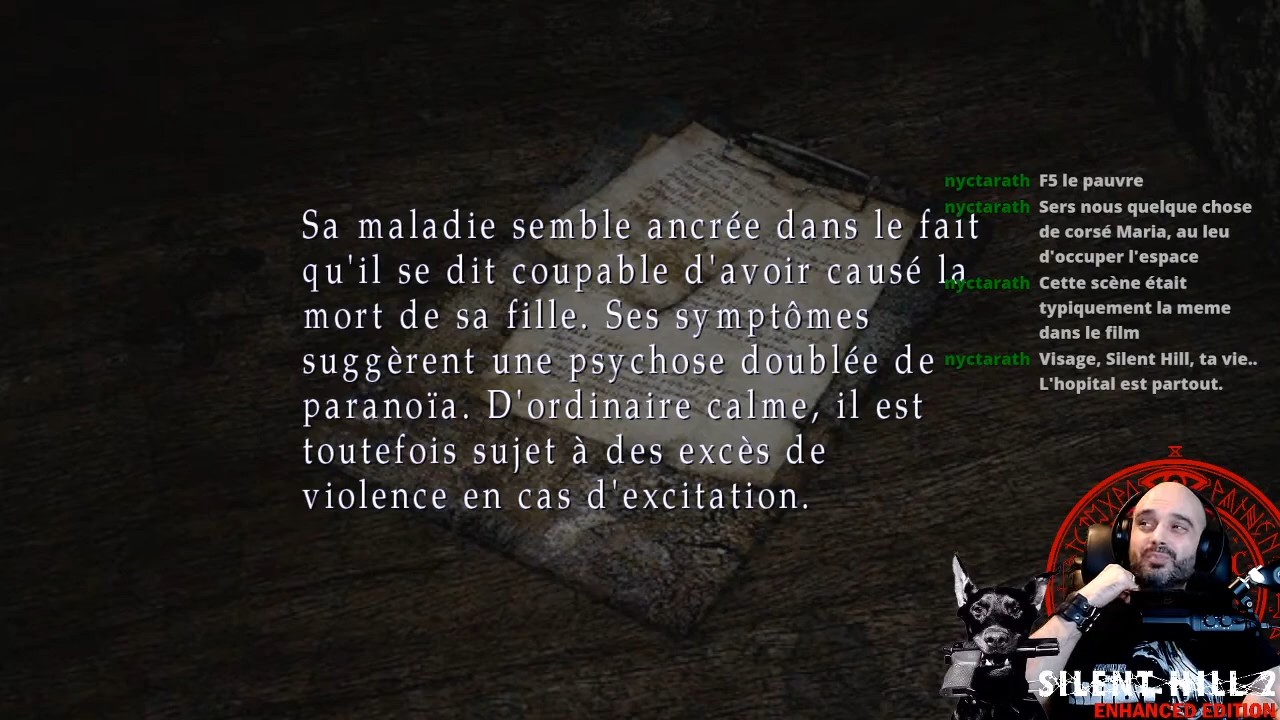 Sa maladie semble ancrée dans le fait
qu'il se dit coupable d'avoir causé la
mort de sa fille. Ses symptômes
suggèrent une psychose doublée de
paranoïa. D'ordinaire calme, il est
toutefois sujet à des excès de
violence en cas d'excitation.
nyctarath F5 le pauvre
nyctarath Sers nous quelque chose
de corsé Maria, au leu
d'occuper l'espace
nyctarath Cette scène était
typiquement la meme
dans le film
nyctarath Visage, Silent Hill, ta vie..
L'hopital est partout.
SILENT HILL 2
ENHANCED EDITION